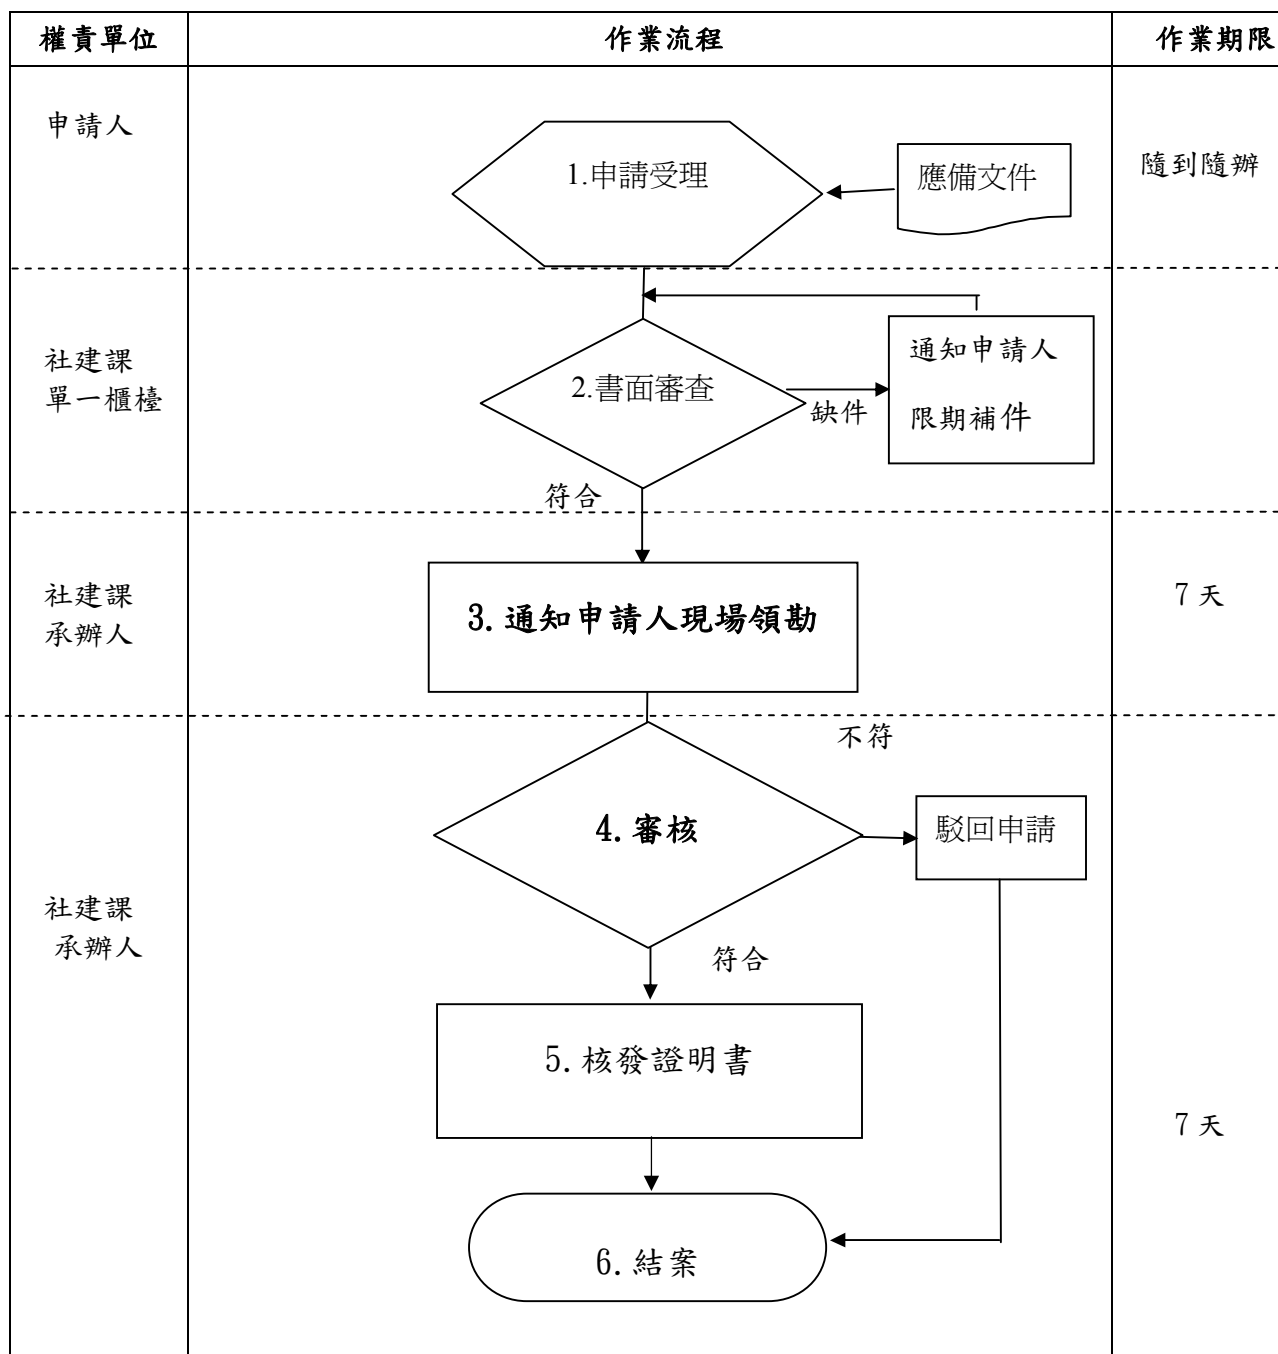 權責單位
作業流程
作業期限
申請人
1.申請受理
應備文件
隨到隨辦
社建課
單一櫃檯
2.書面審查
缺件
通知申請人
限期補件
符合
社建課
承辦人
3.通知申請人現場領勘
7天
不符
4.審核
駁回申請
社建課
承辦人
符合
5.核發證明書
7天
6.結案